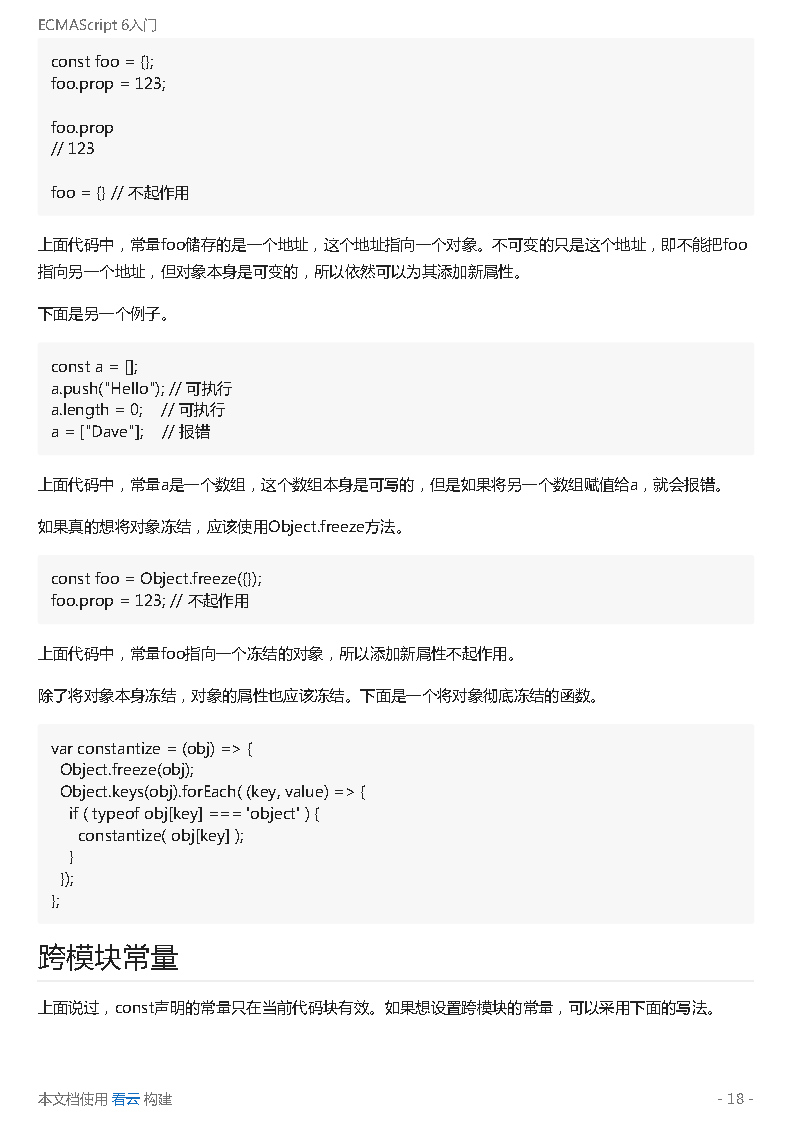 ECMAScript 6入门
const foo = {};
foo.prop = 123;
foo.prop
// 123
foo = {} // 不起作用
上面代码中，常量foo储存的是一个地址，这个地址指向一个对象。不可变的只是这个地址，即不能把foo
指向另一个地址，但对象本身是可变的，所以依然可以为其添加新属性。
下面是另一个例子。
const a = [];
a.push("Hello"); // 可执行
a.length = 0;    // 可执行
a = ["Dave"];    // 报错
上面代码中，常量a是一个数组，这个数组本身是可写的，但是如果将另一个数组赋值给a，就会报错。
如果真的想将对象冻结，应该使用Object.freeze方法。
const foo = Object.freeze({});
foo.prop = 123; // 不起作用
上面代码中，常量foo指向一个冻结的对象，所以添加新属性不起作用。
除了将对象本身冻结，对象的属性也应该冻结。下面是一个将对象彻底冻结的函数。
var constantize = (obj) => {
  Object.freeze(obj);
  Object.keys(obj).forEach( (key, value) => {
    if ( typeof obj[key] === 'object' ) {
      constantize( obj[key] );
    }
  });
};
跨模块常量
上面说过，const声明的常量只在当前代码块有效。如果想设置跨模块的常量，可以采用下面的写法。
本文档使用 看云 构建
- 18 -